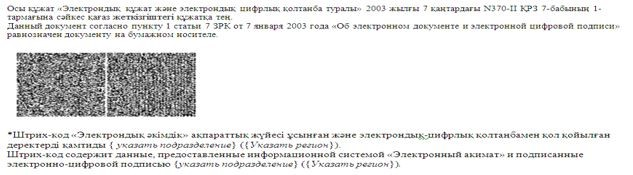 Осы құжат «Электрондық құжат және электрондық цифрлық қолтанба туралы» 2003 жылғы 7 қаңтардағы N370-II ҚРЗ 7-бабының 1-
тармағына сәйкес қағаз жеткізгіштегі құжатқа тең.
Данный документ согласно пункту 1 статьи 7 ЗРК от 7 января 2003 года «Об электронном документе и электронной цифровой подписи»
равнозначен документу на бумажном носителе.
*Штрих-код «Электрондық әкімдік» ақпараттық жүйесі ұсынған және электрондық-цифрлық қолтанбамен қол қойылған
деректерді қамтиды { указать подразделение} ({Указать регион}).
Штрих-код содержит данные, предоставленные информационной системой «Электронный акимат» и подписанные
электронно-цифровой подписью {указать подразделение} ({Указать регион}).